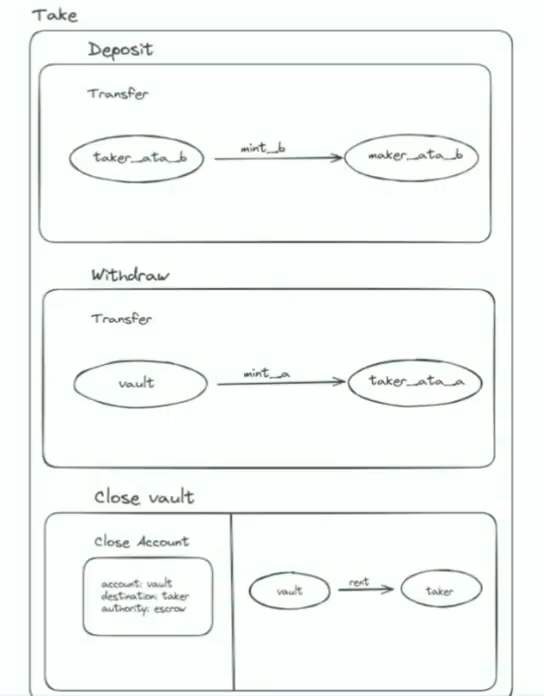 Take
Deposit
Transfer
taker_ata_b
mint_b
maker_ata_b
Withdraw
Transfer
vault
mint_a
taker_ata_a
Close vault
Close Account
account: vault
destination: taker
authority: escrow
vault
rent
taker